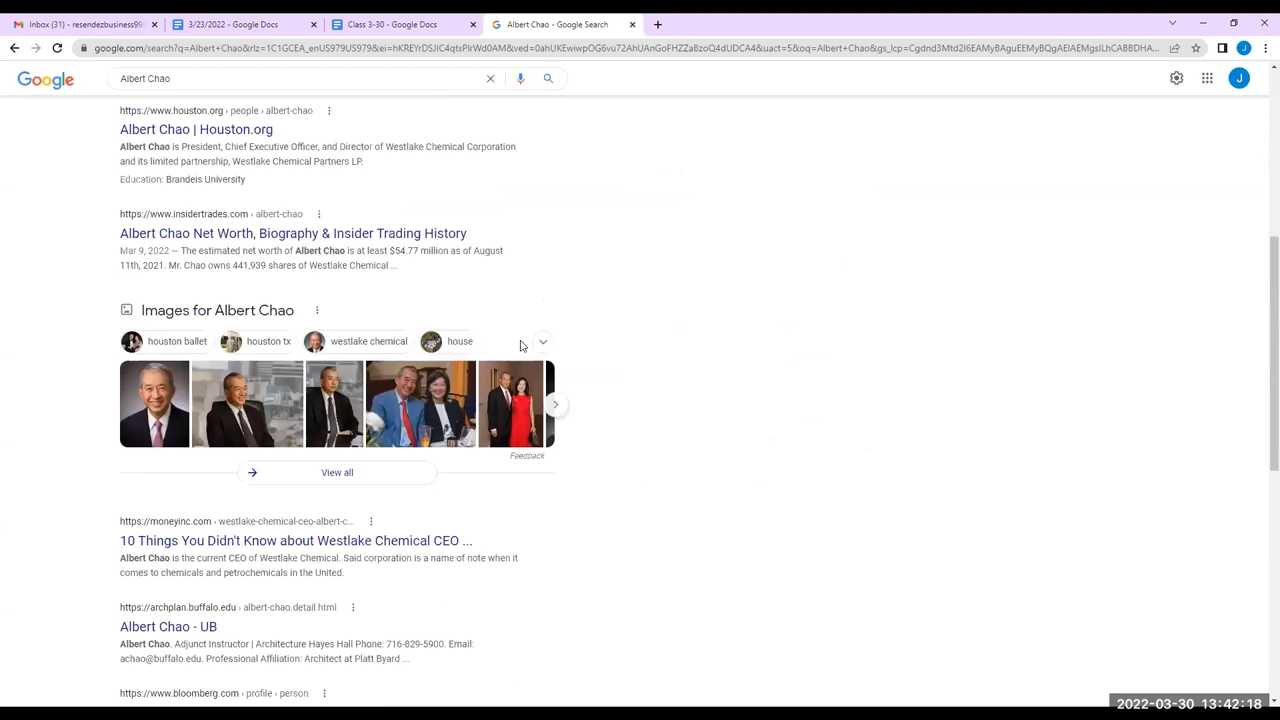 Inbox (31) - resendezbusiness99
3/23/2022 - Google Docs
Class 3-30 - Google Docs
Albert Chao - Google Search
Google
Albert Chao
J
https://www.houston.org › people › albert-chao
Albert Chao | Houston.org
Albert Chao is President, Chief Executive Officer, and Director of Westlake Chemical Corporation
and its limited partnership, Westlake Chemical Partners LP.
Education: Brandeis University
https://www.insidertrades.com › albert-chao
Albert Chao Net Worth, Biography & Insider Trading History
Mar 9, 2022 — The estimated net worth of Albert Chao is at least $54.77 million as of August
11th, 2021. Mr. Chao owns 441,939 shares of Westlake Chemical ...
Images for Albert Chao
houston ballet
houston tx
westlake chemical
house
Feedback
View all
https://moneyinc.com › westlake-chemical-ceo-albert-c...
10 Things You Didn't Know about Westlake Chemical CEO ...
Albert Chao is the current CEO of Westlake Chemical. Said corporation is a name of note when it
comes to chemicals and petrochemicals in the United.
https://archplan.buffalo.edu › albert-chao.detail.html
Albert Chao - UB
Albert Chao. Adjunct Instructor | Architecture Hayes Hall Phone: 716-829-5900. Email:
achao@buffalo.edu. Professional Affiliation: Architect at Platt Byard ...
https://www.bloomberg.com › profile › person
2022-03-30 13:42:18